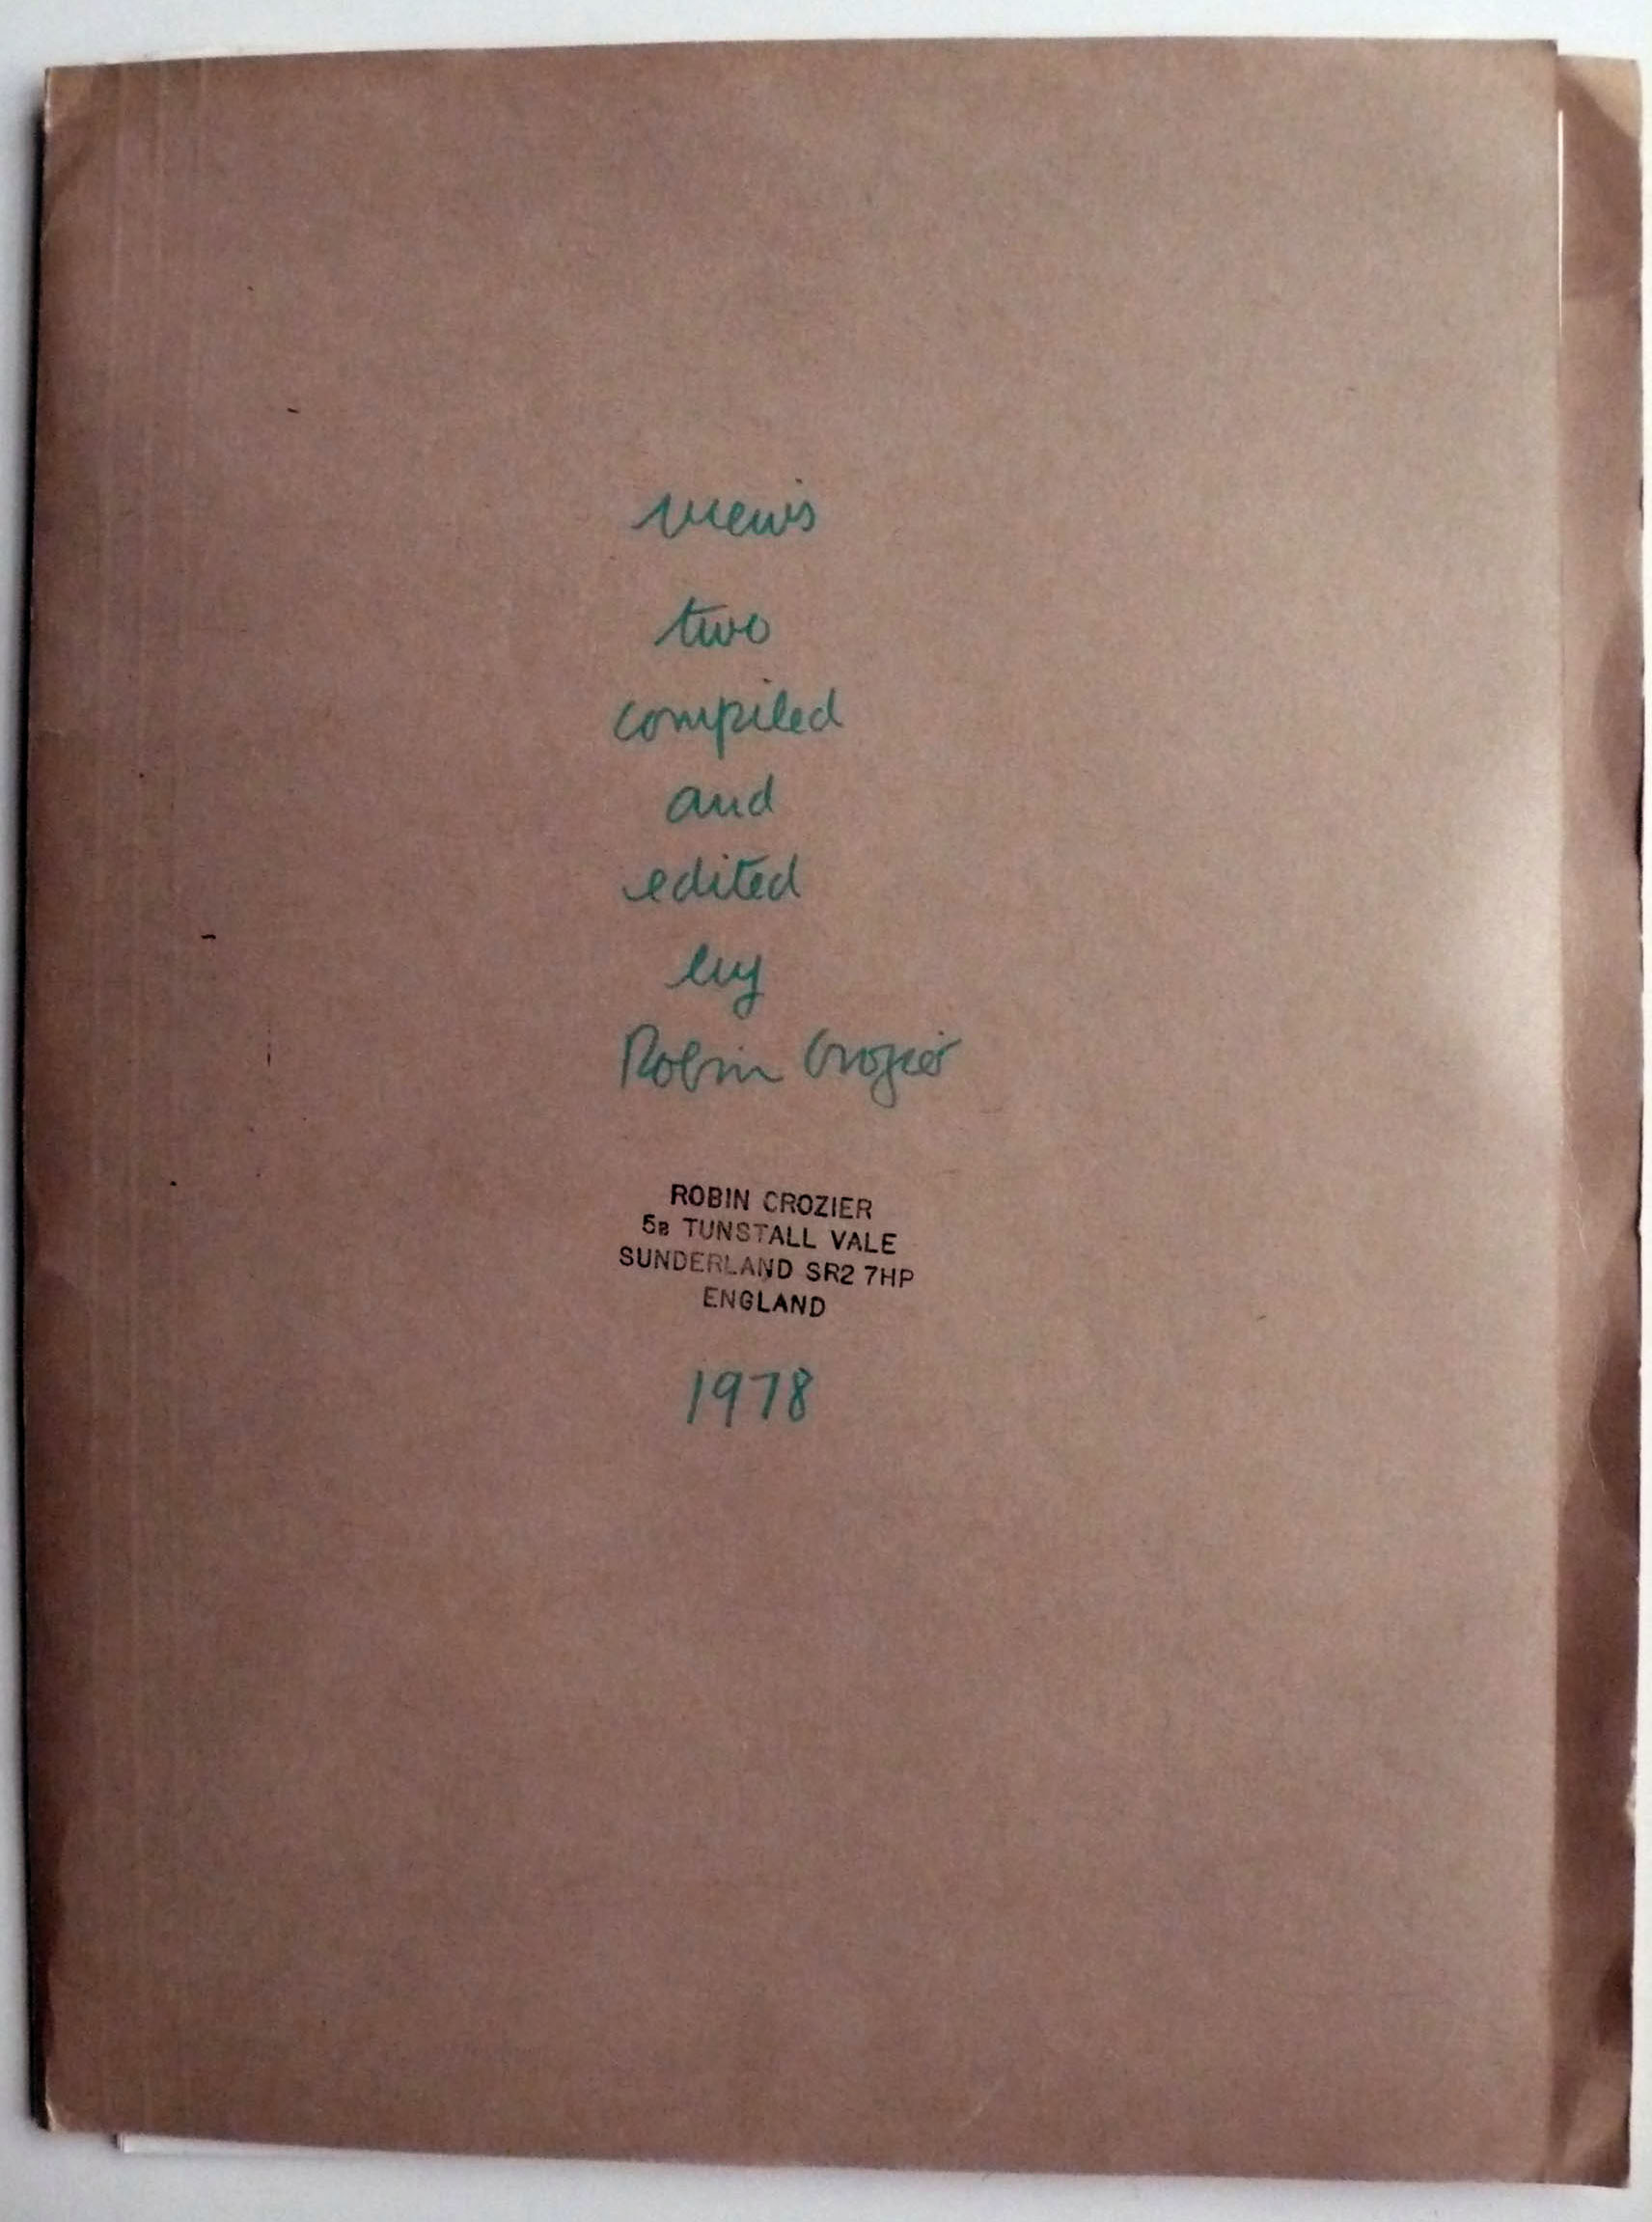 views
two
compiled
and
edited
by
Robin Crozier
ROBIN CROZIER
5B TUNSTALL VALE
SUNDERLAND SR2 7HP
ENGLAND
1978